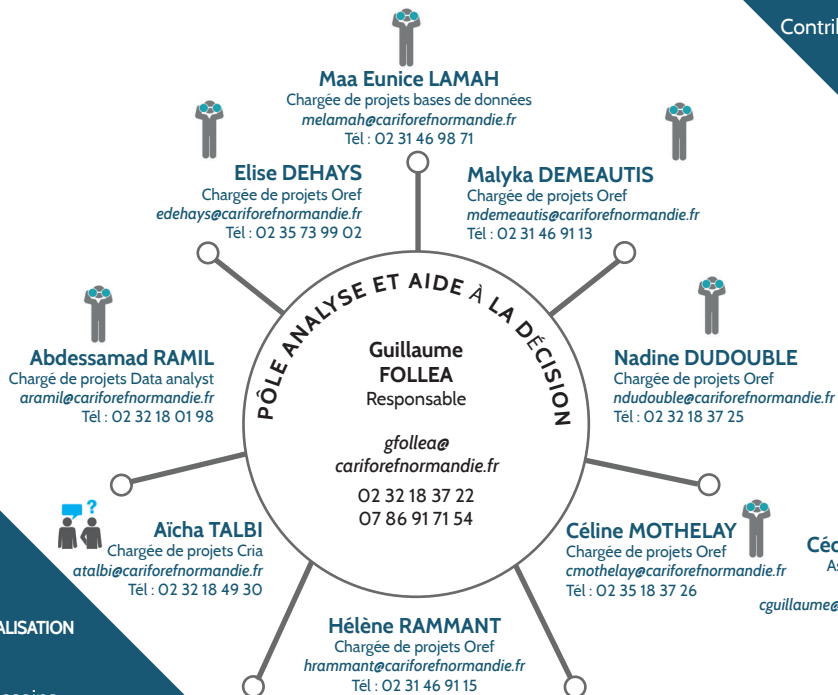 Maa Eunice LAMAH
Chargée de projets bases de données
melamah@cariforefnormandie.fr
Tél : 02 31 46 98 71
Elise DEHAYS
Chargée de projets Oref
edehays@cariforefnormandie.fr
Tél : 02 35 73 99 02
Malyka DEMEAUTIS
Chargée de projets Oref
mdemeautis@cariforefnormandie.fr
Tél : 02 31 46 91 13
PÔLE ANALYSE ET AIDE À LA DÉCISION
Guillaume
FOLLEA
Responsable
gfollea@
cariforefnormandie.fr
02 32 18 37 22
07 86 91 71 54
Abdessamad RAMIL
Chargé de projets Data analyst
aramil@cariforefnormandie.fr
Tél : 02 32 18 01 98
Nadine DUDOUBLE
Chargée de projets Oref
ndudouble@cariforefnormandie.fr
Tél : 02 32 18 37 25
?
Aïcha TALBI
Chargée de projets Cria
atalbi@cariforefnormandie.fr
Tél : 02 32 18 49 30
Céline MOTHELAY
Chargée de projets Oref
cmothelay@cariforefnormandie.fr
Tél : 02 35 18 37 26
Hélène RAMMANT
Chargée de projets Oref
hrammant@cariforefnormandie.fr
Tél : 02 31 46 91 15
Contri
Céc
As
cguillaume@
ALISATION